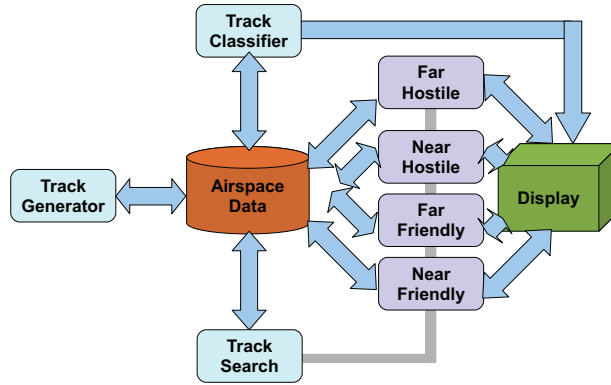 Track
Classifier
Far
Hostile
Near
Hostile
Track
Generator
Airspace
Data
Display
Far
Friendly
Near
Friendly
Track
Search